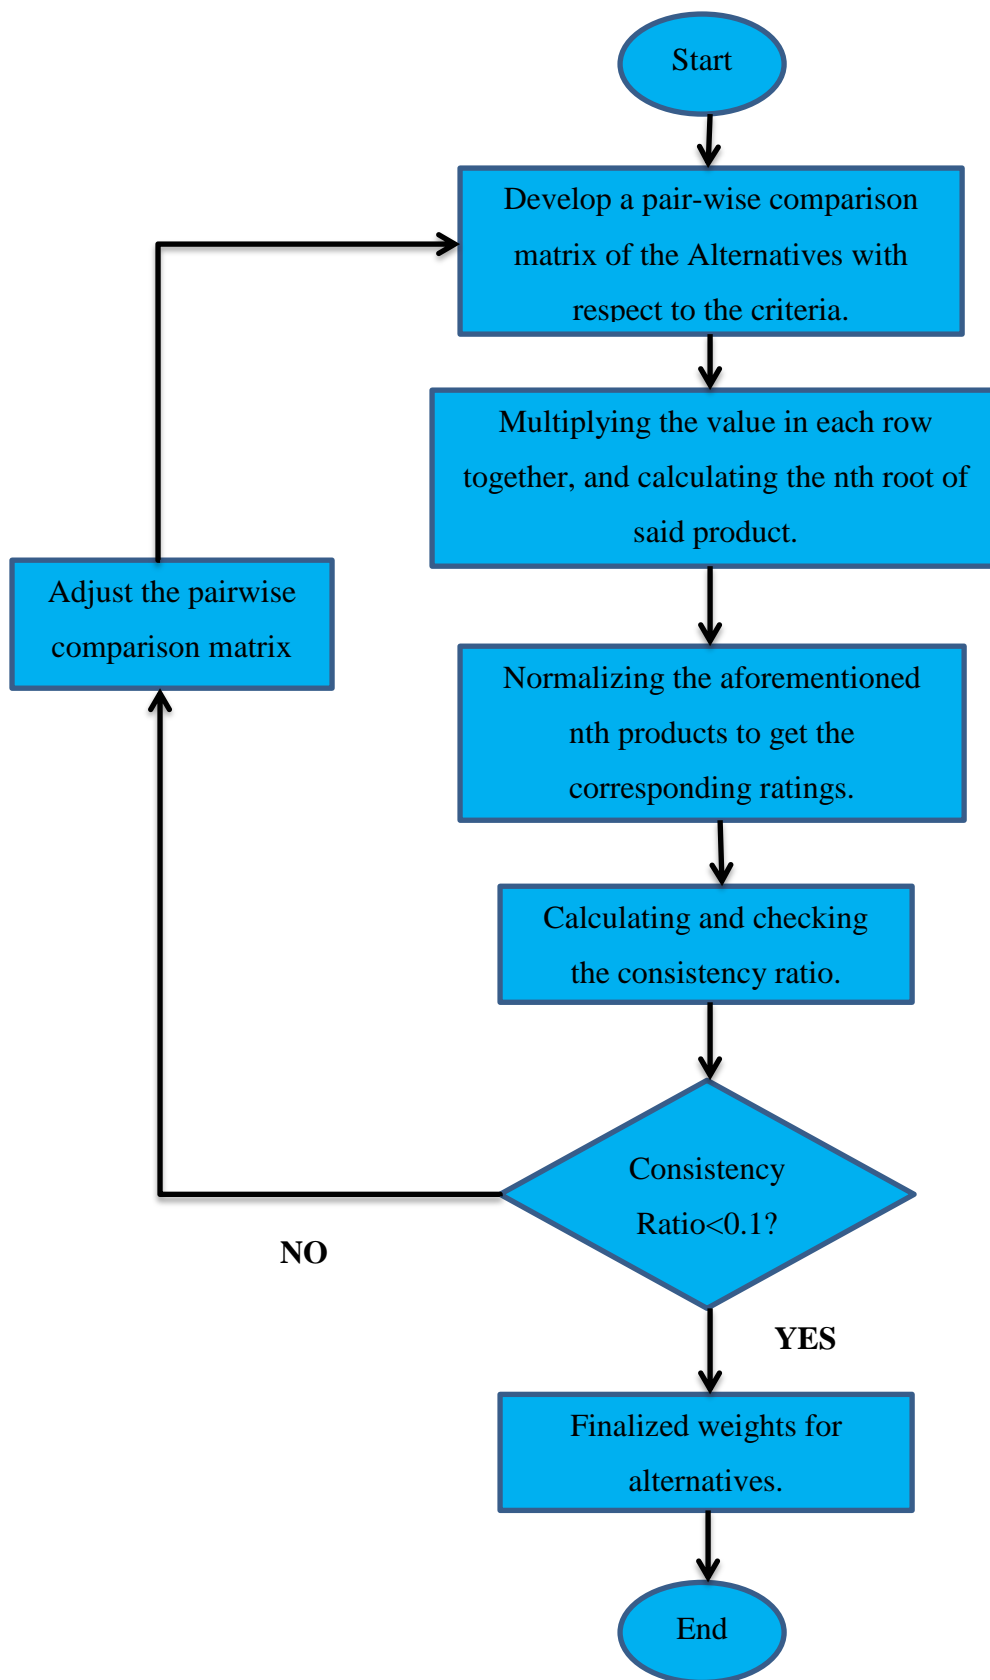 Start
Develop a pair-wise comparison
matrix of the Alternatives with
respect to the criteria.
Multiplying the value in each row
together, and calculating the nth root of
said product.
Adjust the pairwise
comparison matrix
Normalizing the aforementioned
nth products to get the
corresponding ratings.
Calculating and checking
the consistency ratio.
Consistency
Ratio<0.1?
NO
YES
Finalized weights for
alternatives.
End